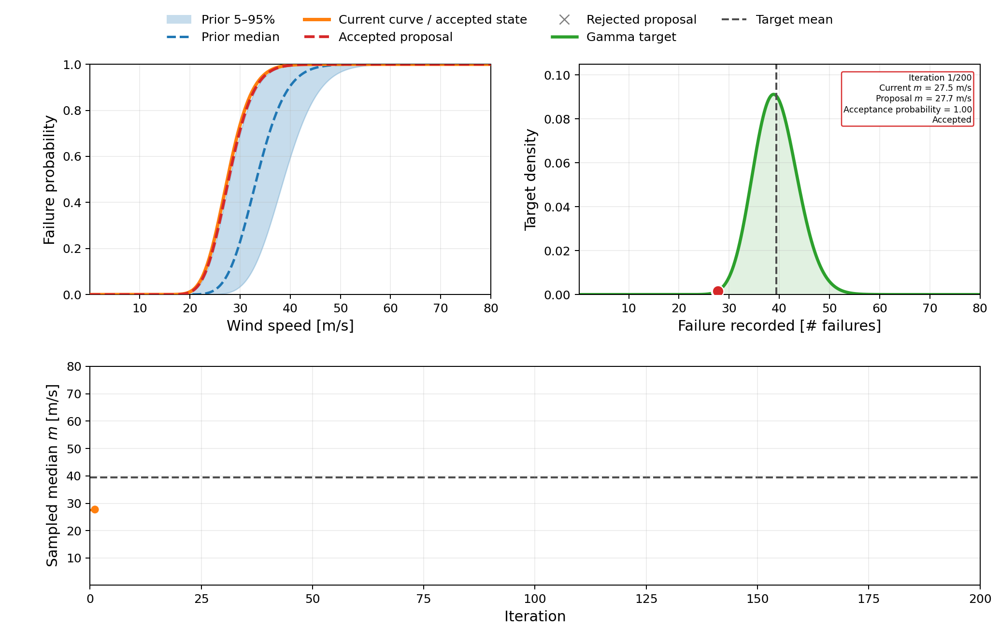 Prior 5–95%
Prior median
Current curve / accepted state
Accepted proposal
Rejected proposal
Gamma target
Target mean
1.0
0.8
0.6
0.4
0.2
0.0
Failure probability
10 20 30 40 50 60 70 80
Wind speed [m/s]
0.10
0.08
0.06
0.04
0.02
0.00
Target density
Iteration 1/200
Current m = 27.5 m/s
Proposal m = 27.7 m/s
Acceptance probability = 1.00
Accepted
10 20 30 40 50 60 70 80
Failure recorded [# failures]
80
70
60
50
40
30
20
10
Sampled median m [m/s]
0 25 50 75 100 125 150 175 200
Iteration